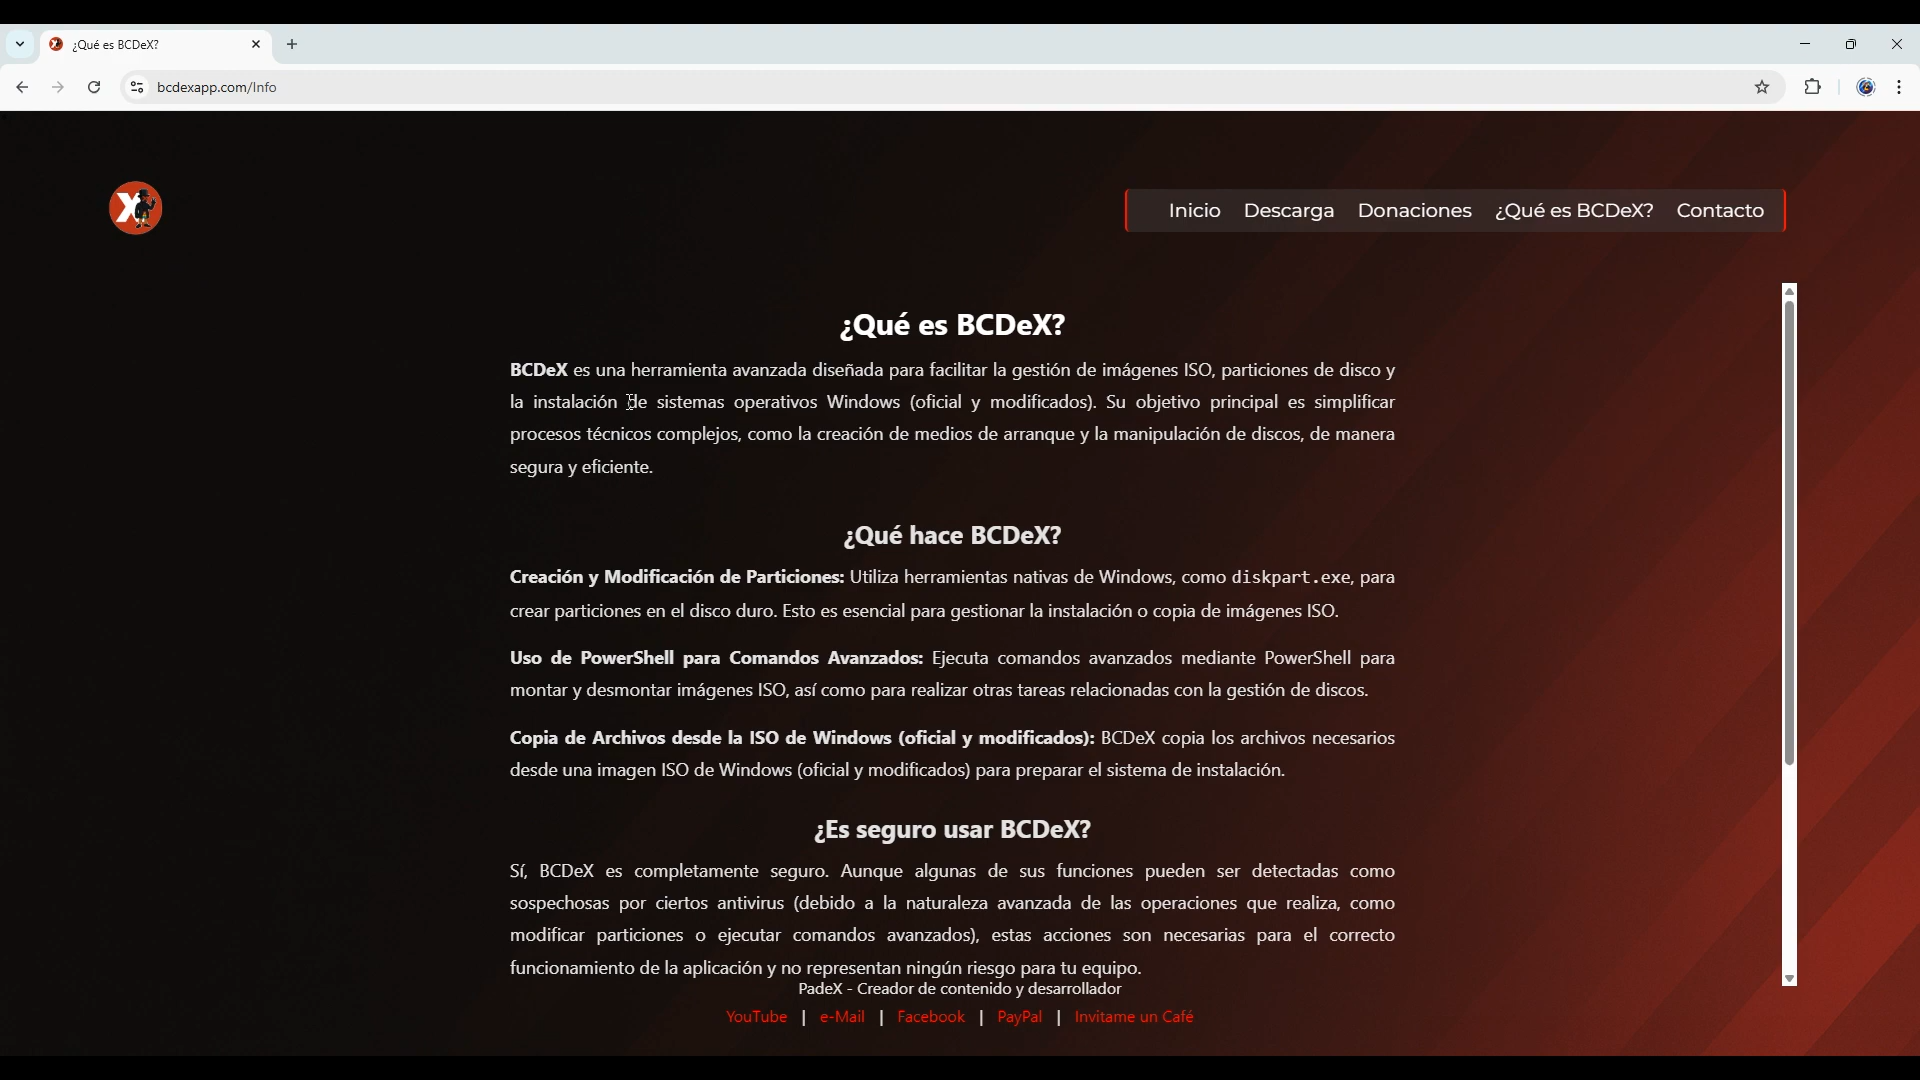 ¿Qué es BCDeX?
bcdexapp.com/Info
X
Inicio Descarga Donaciones ¿Qué es BCDeX? Contacto
¿Qué es BCDeX?
BCDeX es una herramienta avanzada diseñada para facilitar la gestión de imágenes ISO, particiones de disco y
la instalación de sistemas operativos Windows (oficial y modificados). Su objetivo principal es simplificar
procesos técnicos complejos, como la creación de medios de arranque y la manipulación de discos, de manera
segura y eficiente.
¿Qué hace BCDeX?
Creación y Modificación de Particiones: Utiliza herramientas nativas de Windows, como diskpart.exe, para
crear particiones en el disco duro. Esto es esencial para gestionar la instalación o copia de imágenes ISO.
Uso de PowerShell para Comandos Avanzados: Ejecuta comandos avanzados mediante PowerShell para
montar y desmontar imágenes ISO, así como para realizar otras tareas relacionadas con la gestión de discos.
Copia de Archivos desde la ISO de Windows (oficial y modificados): BCDeX copia los archivos necesarios
desde una imagen ISO de Windows (oficial y modificados) para preparar el sistema de instalación.
¿Es seguro usar BCDeX?
Sí, BCDeX es completamente seguro. Aunque algunas de sus funciones pueden ser detectadas como
sospechosas por ciertos antivirus (debido a la naturaleza avanzada de las operaciones que realiza, como
modificar particiones o ejecutar comandos avanzados), estas acciones son necesarias para el correcto
funcionamiento de la aplicación y no representan ningún riesgo para tu equipo.
PadeX - Creador de contenido y desarrollador
YouTube | e-Mail | Facebook | PayPal | Invitame un Café